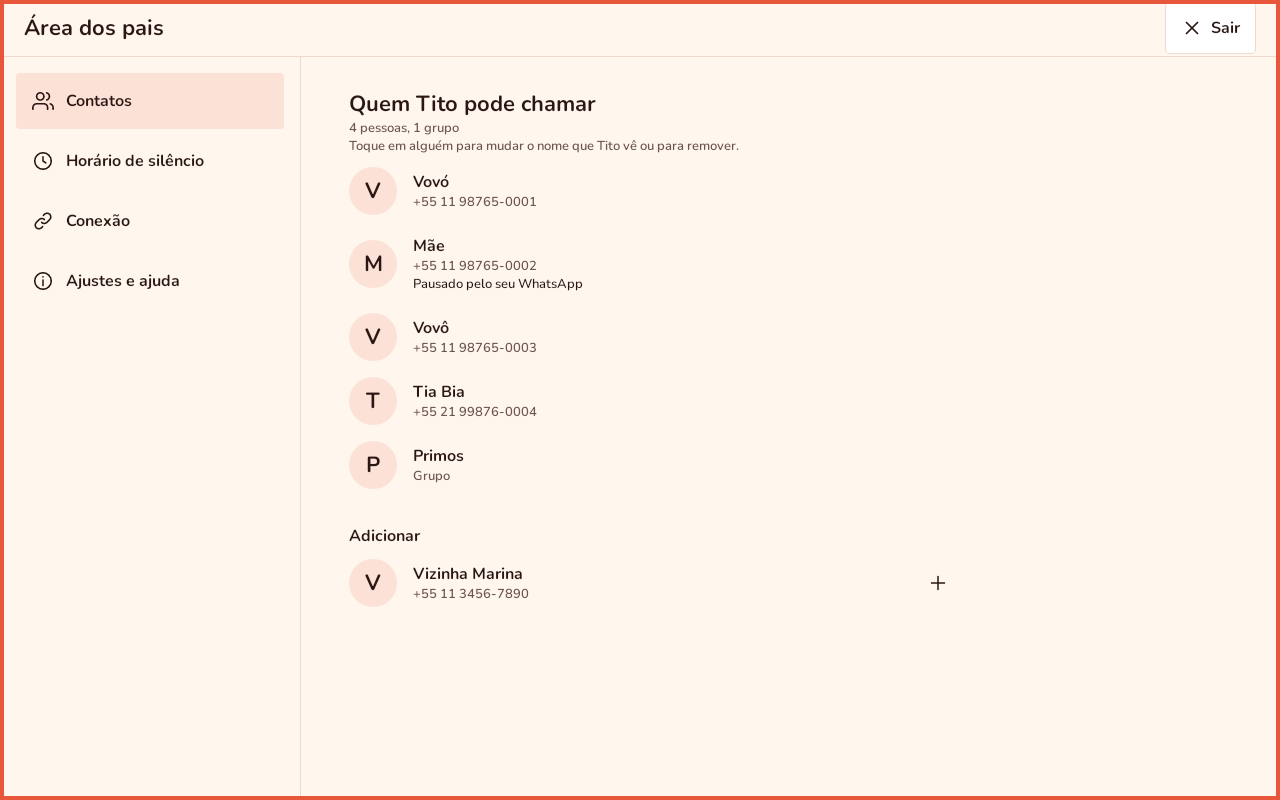 Área dos pais
Sair
Contatos
Horário de silêncio
Conexão
Ajustes e ajuda
Quem Tito pode chamar
4 pessoas, 1 grupo
Toque em alguém para mudar o nome que Tito vê ou para remover.
V
Vovó
+55 11 98765-0001
M
Mãe
+55 11 98765-0002
Pausado pelo seu WhatsApp
V
Vovô
+55 11 98765-0003
T
Tia Bia
+55 21 99876-0004
P
Primos
Grupo
Adicionar
V
Vizinha Marina
+55 11 3456-7890